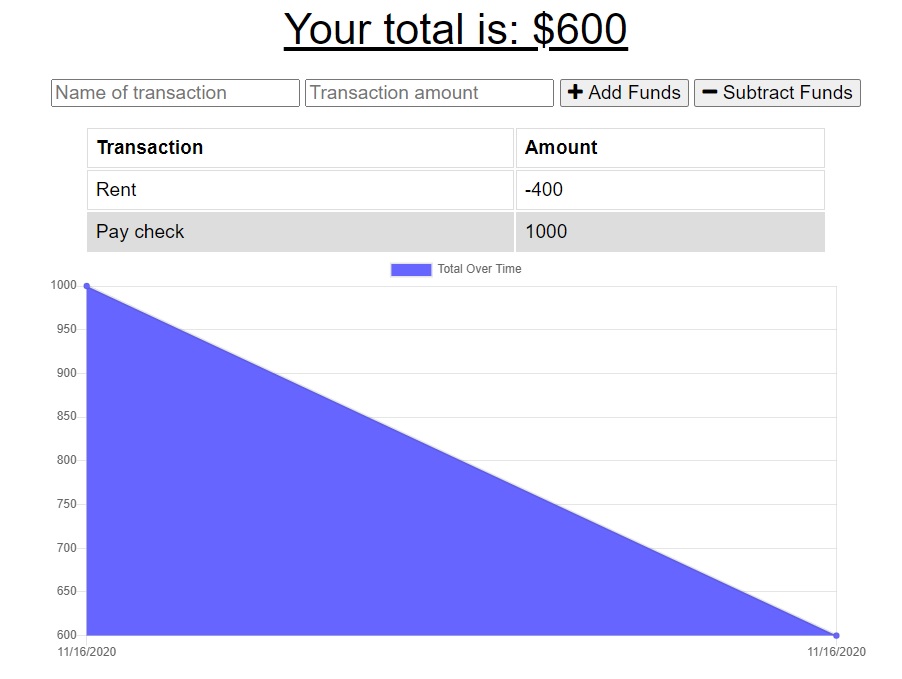 Your total is: $600
Name of transaction Transaction amount + Add Funds − Subtract Funds
Transaction Amount
Rent -400
Pay check 1000
Total Over Time
1000
950
900
850
800
750
700
650
600
11/16/2020 11/16/2020